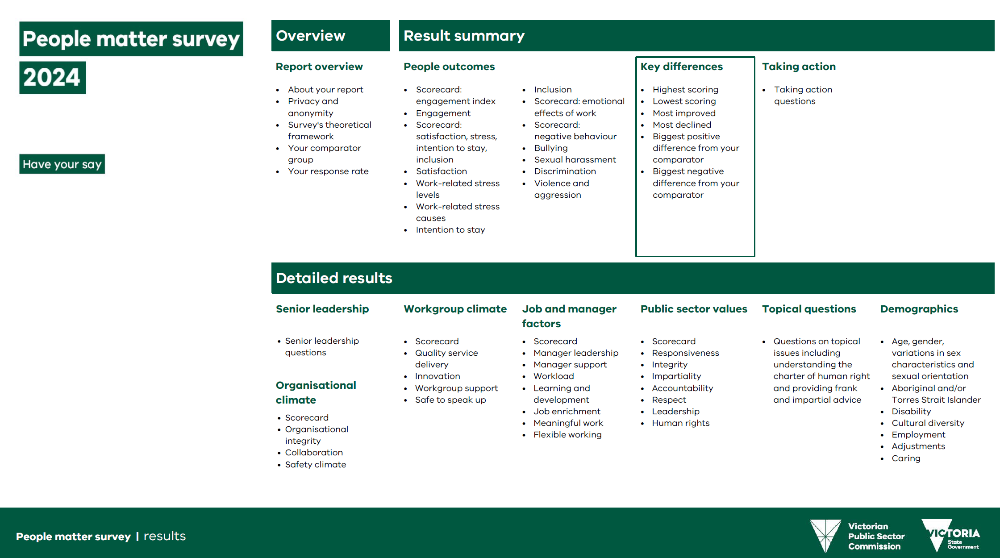 People matter survey
2024
Have your say
Overview
Report overview
• About your report
• Privacy and
anonymity
• Survey's theoretical
framework
• Your comparator
group
• Your response rate
Result summary
People outcomes
• Scorecard:
engagement index
• Engagement
• Scorecard:
satisfaction, stress,
intention to stay,
inclusion
• Satisfaction
• Work-related stress
levels
• Work-related stress
causes
• Intention to stay
• Inclusion
• Scorecard: emotional
effects of work
• Scorecard:
negative behaviour
• Bullying
• Sexual harassment
• Discrimination
• Violence and
aggression
Key differences
• Highest scoring
• Lowest scoring
• Most improved
• Most declined
• Biggest positive
difference from your
comparator
• Biggest negative
difference from your
comparator
Taking action
• Taking action
questions
Detailed results
Senior leadership
• Senior leadership
questions
Organisational
climate
• Scorecard
• Organisational
integrity
• Collaboration
• Safety climate
Workgroup climate
• Scorecard
• Quality service
delivery
• Innovation
• Workgroup support
• Safe to speak up
Job and manager
factors
• Scorecard
• Manager leadership
• Manager support
• Workload
• Learning and
development
• Job enrichment
• Meaningful work
• Flexible working
Public sector values
• Scorecard
• Responsiveness
• Integrity
• Impartiality
• Accountability
• Respect
• Leadership
• Human rights
Topical questions
• Questions on topical
issues including
understanding the
charter of human right
and providing frank
and impartial advice
Demographics
• Age, gender,
variations in sex
characteristics and
sexual orientation
• Aboriginal and/or
Torres Strait Islander
• Disability
• Cultural diversity
• Employment
• Adjustments
• Caring
People matter survey | results
Victorian
Public Sector
Commission
VICTORIA
State
Government